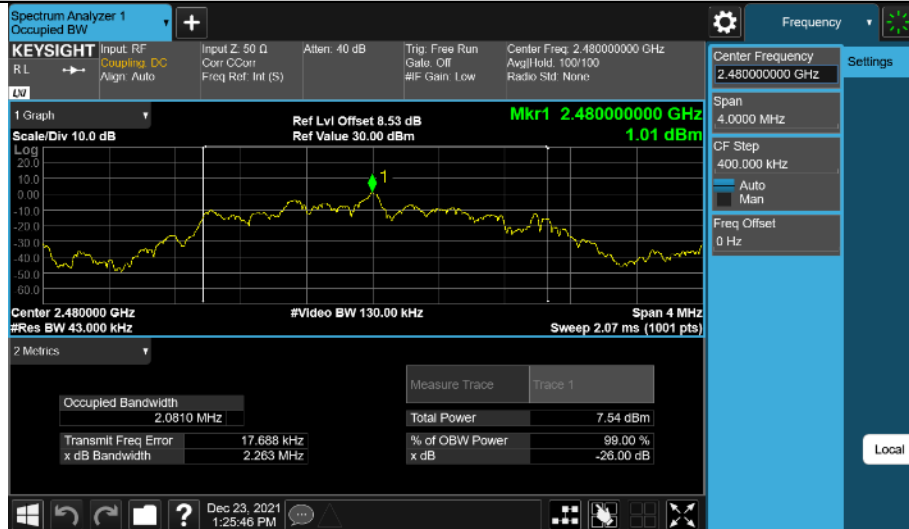 Spectrum Analyzer 1
Occupied BW
Frequency
KEYSIGHT
RL
Input: RF
Coupling: DC
Align: Auto
Input Z: 50 Ω
Corr CCorr
Freq Ref: Int (S)
Atten: 40 dB
Trig: Free Run
Gate: Off
#IF Gain: Low
Center Freq: 2.480000000 GHz
Avg|Hold: 100/100
Radio Std: None
LXI
1 Graph
Scale/Div 10.0 dB
Ref Lvl Offset 8.53 dB
Ref Value 30.00 dBm
Mkr1 2.480000000 GHz
1.01 dBm
Log
20.0
10.0
0.00
-10.0
-20.0
-30.0
-40.0
-50.0
-60.0
1
Center 2.480000 GHz
#Res BW 43.000 kHz
#Video BW 130.00 kHz
Span 4 MHz
Sweep 2.07 ms (1001 pts)
2 Metrics
Measure Trace
Trace 1
Occupied Bandwidth
2.0810 MHz
Total Power 7.54 dBm
Transmit Freq Error 17.688 kHz
% of OBW Power 99.00 %
x dB Bandwidth 2.263 MHz
x dB -26.00 dB
Center Frequency
2.480000000 GHz
Settings
Span
4.0000 MHz
CF Step
400.000 kHz
Auto
Man
Freq Offset
0 Hz
Local
?
Dec 23, 2021
1:25:46 PM